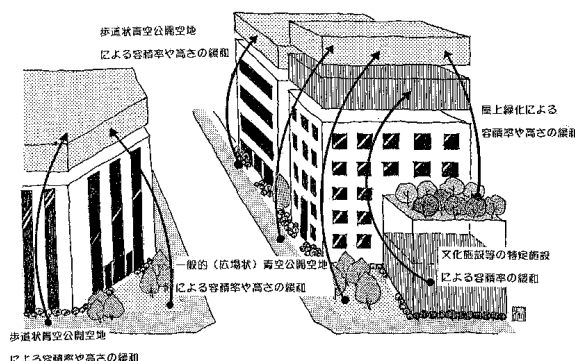 歩道状青空公開空地
による容積率や高さの緩和
屋上緑化による
容積率や高さの緩和
文化施設等の特定施設
による容積率の緩和
一般的（広場状）青空公開空地
による容積率や高さの緩和
歩道状青空公開空地
による容積率や高さの緩和